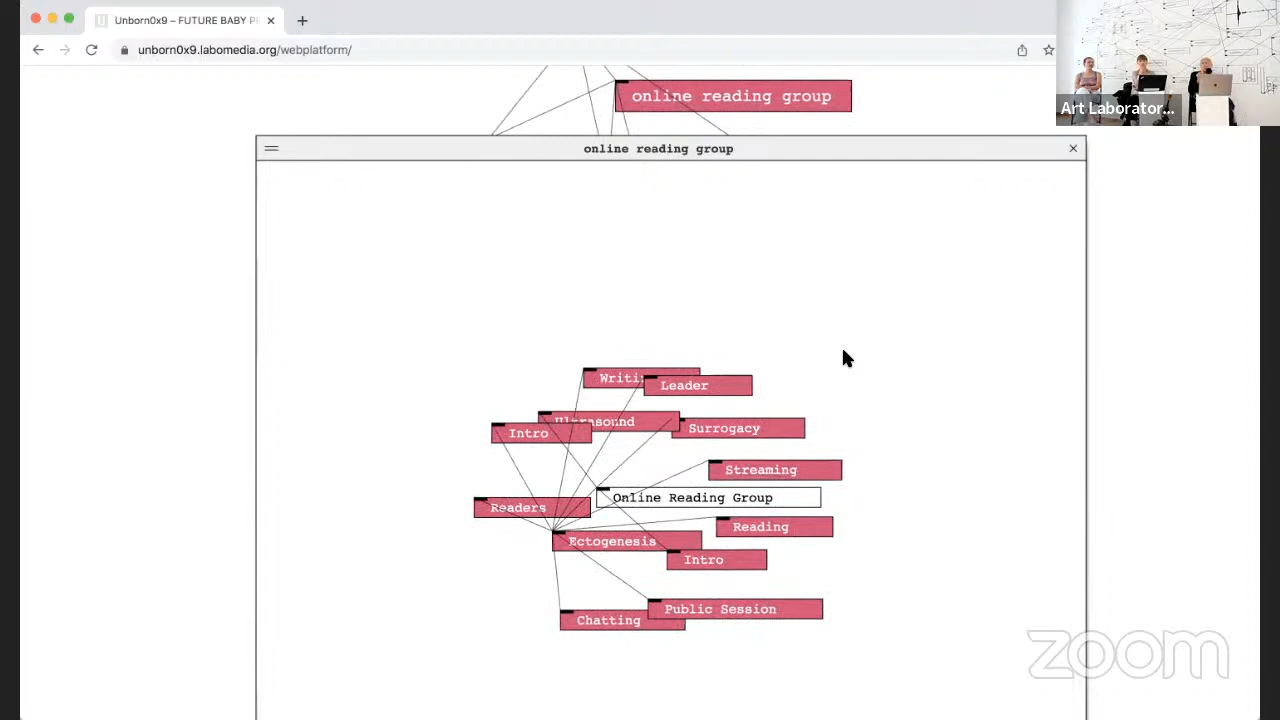 Unborn0x9 – FUTURE BABY P
unborn0x9.labomedia.org/webplatform/
Art Laborator...
online reading group
online reading group
Leader
Ultrasound
Surrogacy
Intro
Streaming
Online Reading Group
Readers
Reading
Ectogenesis
Intro
Public Session
Chatting
zoom